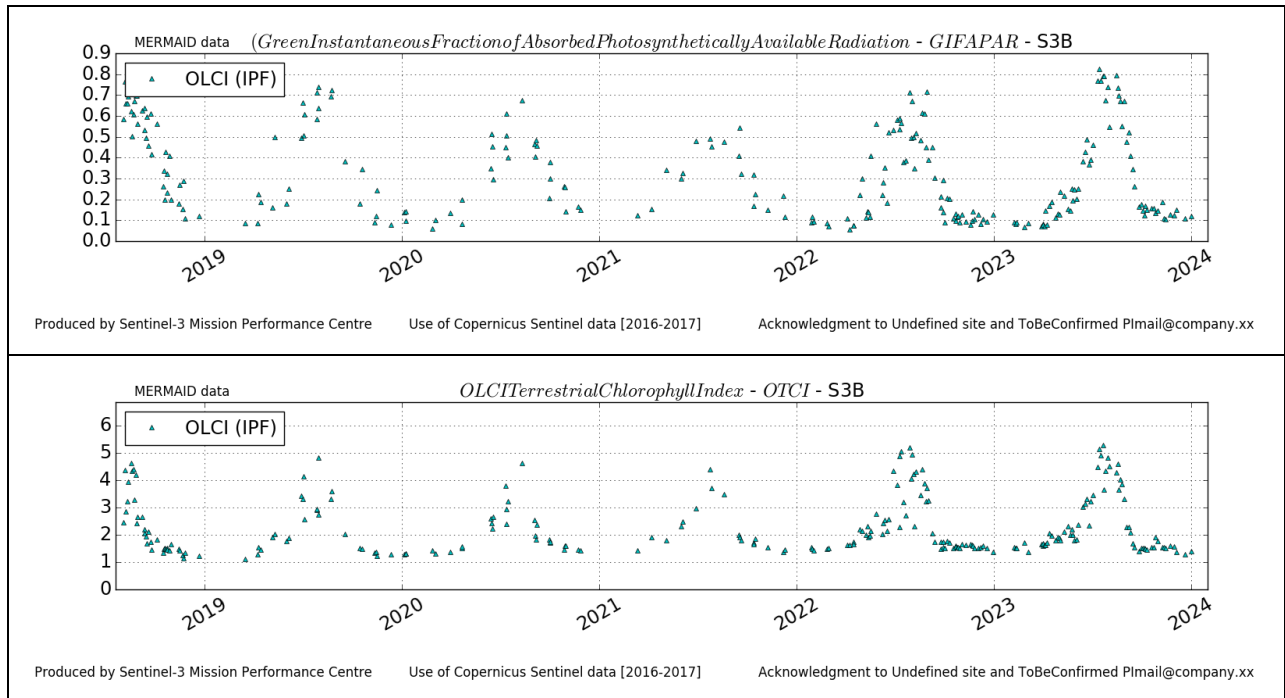 MERMAID data
(GreenInstantaneousFractionofAbsorbedPhotosyntheticallyAvailableRadiation - GIFAPAR - S3B
OLCI (IPF)
0.9
0.8
0.7
0.6
0.5
0.4
0.3
0.2
0.1
0.0
2019
2020
2021
2022
2023
2024
Produced by Sentinel-3 Mission Performance Centre
Use of Copernicus Sentinel data [2016-2017]
Acknowledgment to Undefined site and ToBeConfirmed PImail@company.xx
MERMAID data
OLCITerrestrialChlorophyllIndex - OTCI - S3B
OLCI (IPF)
6
5
4
3
2
1
0
2019
2020
2021
2022
2023
2024
Produced by Sentinel-3 Mission Performance Centre
Use of Copernicus Sentinel data [2016-2017]
Acknowledgment to Undefined site and ToBeConfirmed PImail@company.xx